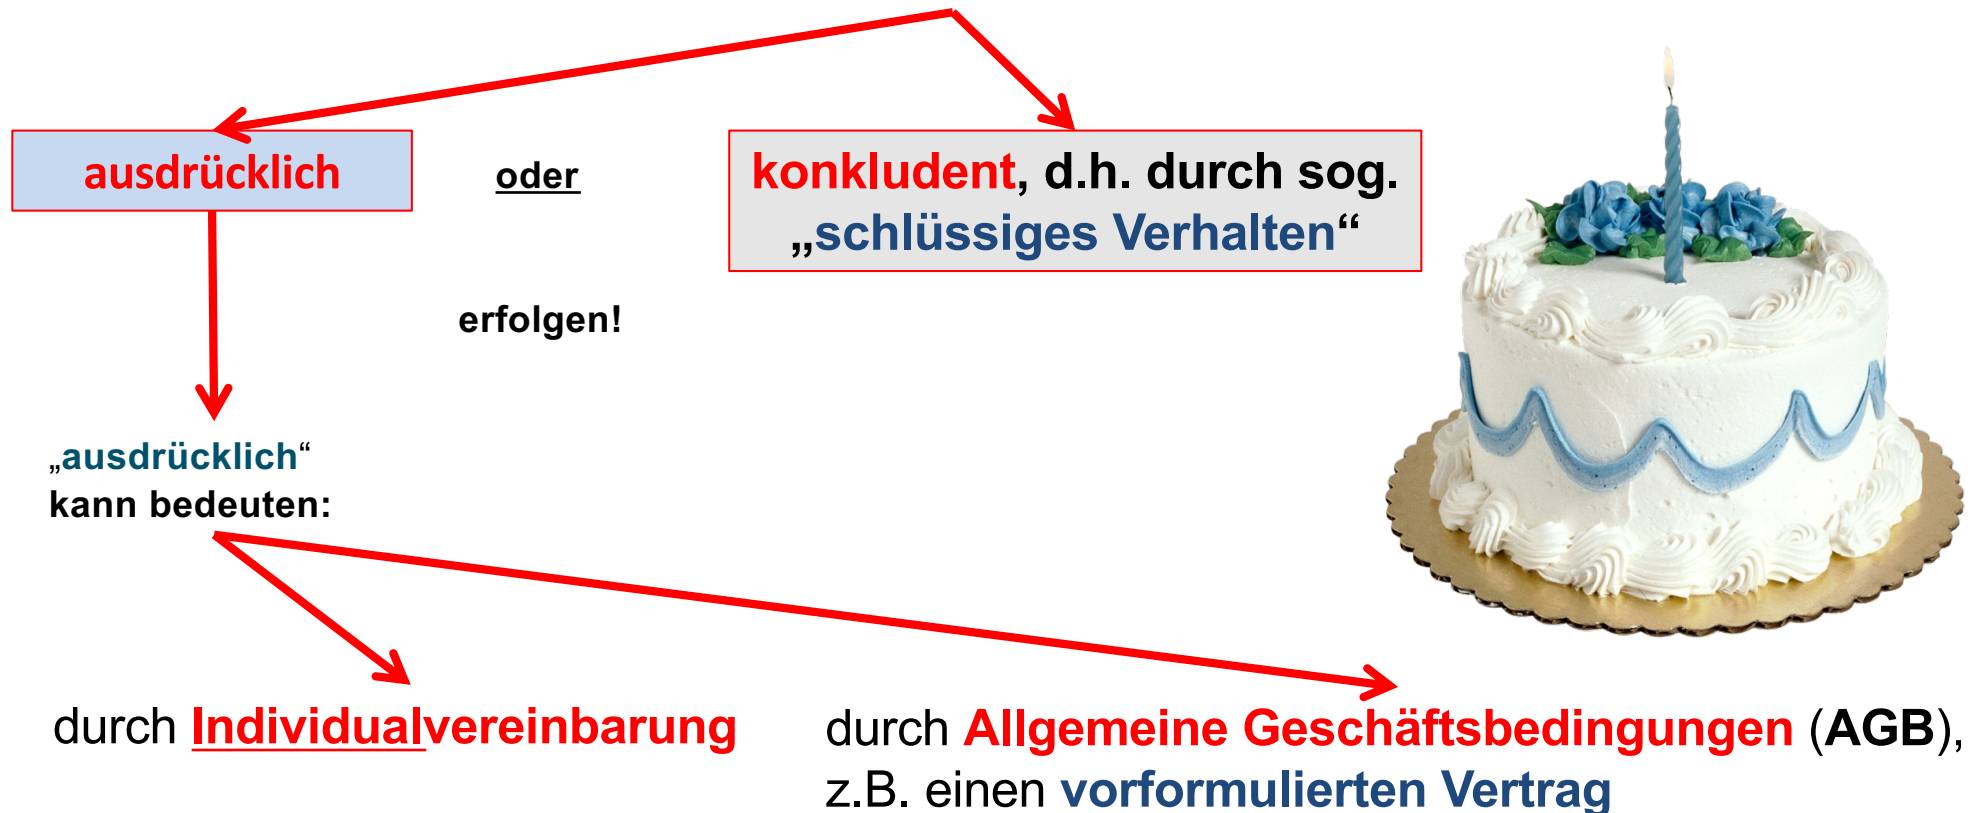 ausdrücklich
oder
konkludent, d.h. durch sog.
„schlüssiges Verhalten“
erfolgen!
„ausdrücklich“
kann bedeuten:
durch Individualvereinbarung
durch Allgemeine Geschäftsbedingungen (AGB),
z.B. einen vorformulierten Vertrag